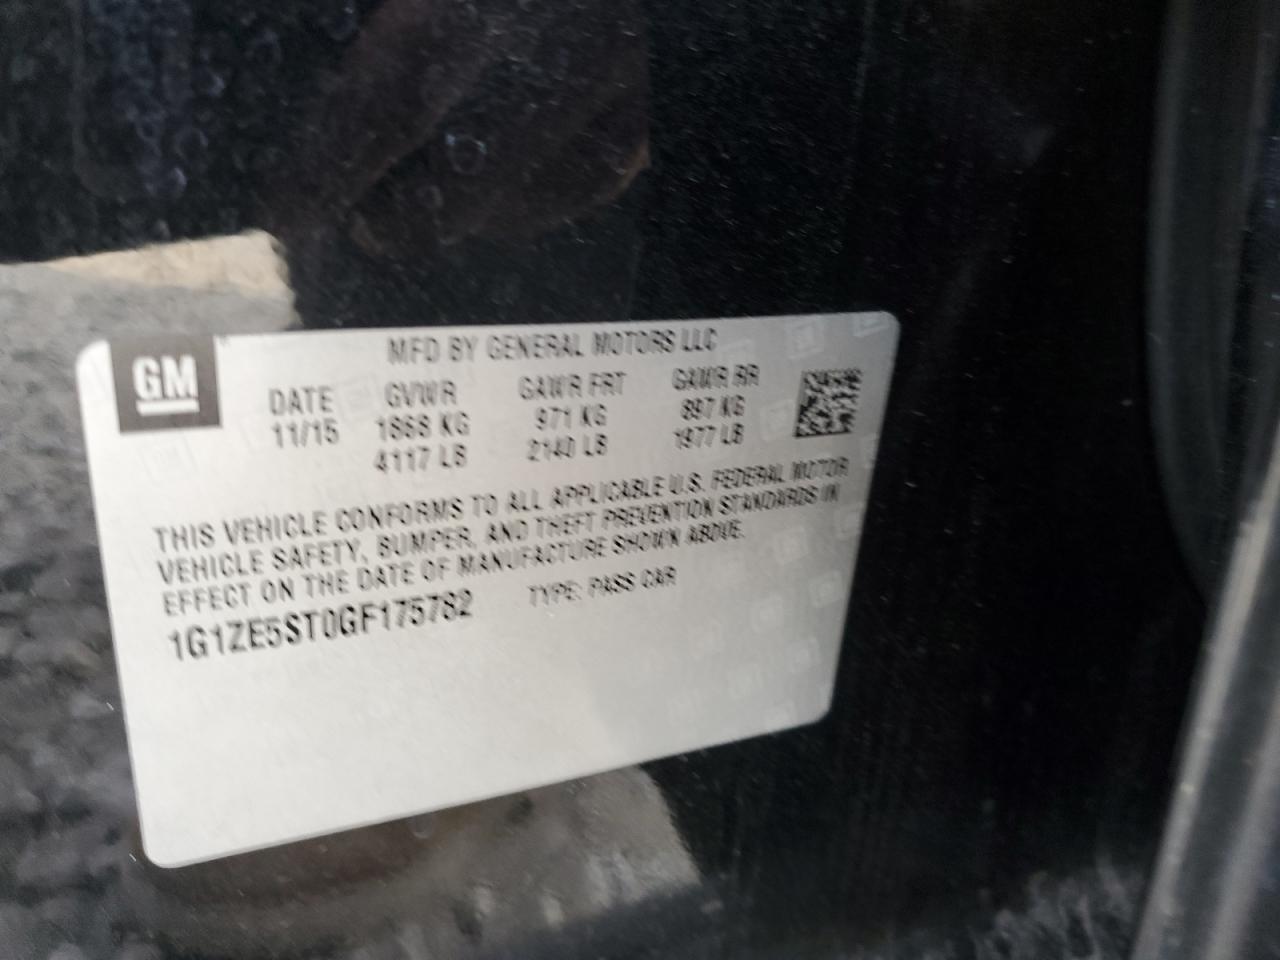 GM
MFD BY GENERAL MOTORS LLC
DATE GVWR GAWR FRT GAWR RR
11/15 1868 KG 971 KG 897 KG
4117 LB 2140 LB 1977 LB
THIS VEHICLE CONFORMS TO ALL APPLICABLE U.S. FEDERAL MOTOR
VEHICLE SAFETY, BUMPER, AND THEFT PREVENTION STANDARDS IN
EFFECT ON THE DATE OF MANUFACTURE SHOWN ABOVE.
1G1ZE5ST0GF175782 TYPE: PASS CAR